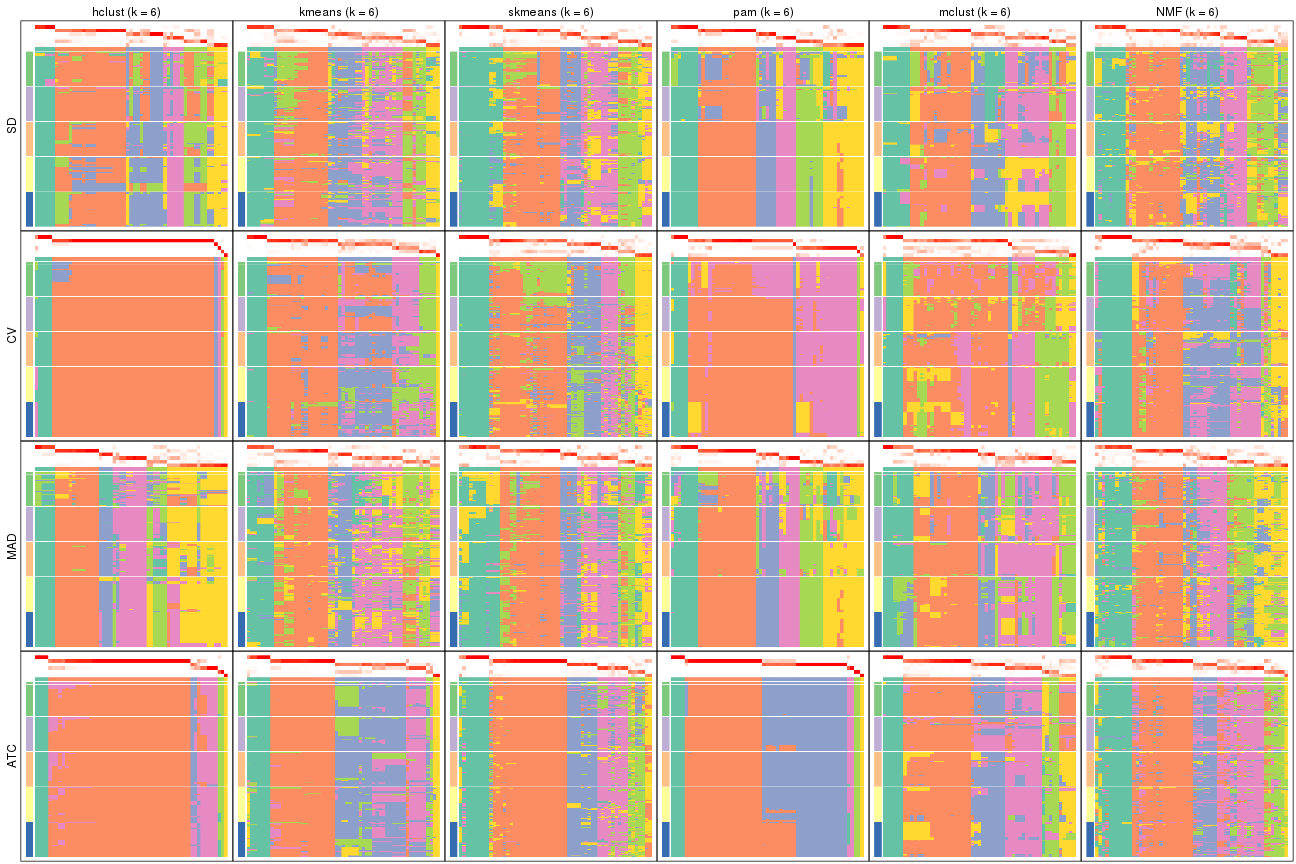 hclust (k = 6)
kmeans (k = 6)
skmeans (k = 6)
pam (k = 6)
mclust (k = 6)
NMF (k = 6)
SD
CV
MAD
ATC